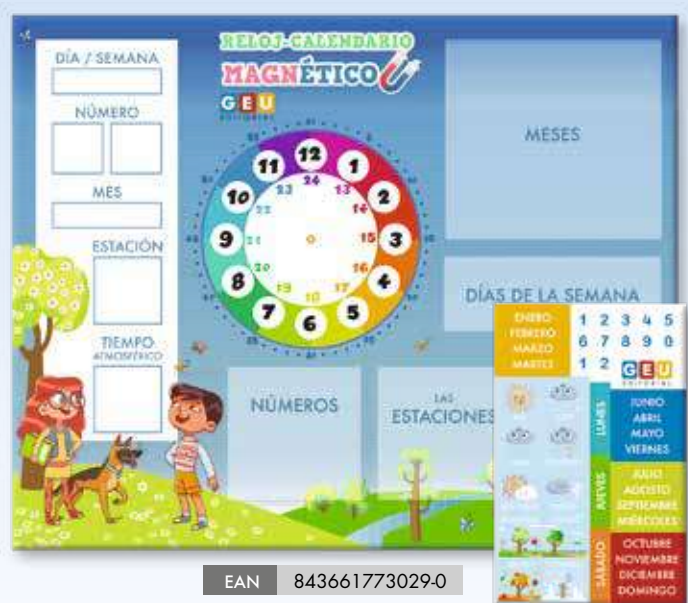 DÍA / SEMANA
NÚMERO
MES
ESTACIÓN
TIEMPO
ATMOSFÉRICO
RELOJ-CALENDARIO
MAGNÉTICO
GEU
EDITORIAL
12
1
2
3
4
5
6
7
8
9
10
11
24
13
14
15
16
17
18
19
20
21
22
23
MESES
DÍAS DE LA SEMANA
NÚMEROS
LAS
ESTACIONES
ENERO
FEBRERO
MARZO
MARTES
1 2 3 4 5
6 7 8 9 0
1 2
GEU
EDITORIAL
LUNES
JUNIO
ABRIL
MAYO
VIERNES
JUEVES
JULIO
AGOSTO
SEPTIEMBRE
MIÉRCOLES
SÁBADO
OCTUBRE
NOVIEMBRE
DICIEMBRE
DOMINGO
EAN 843661773029-0